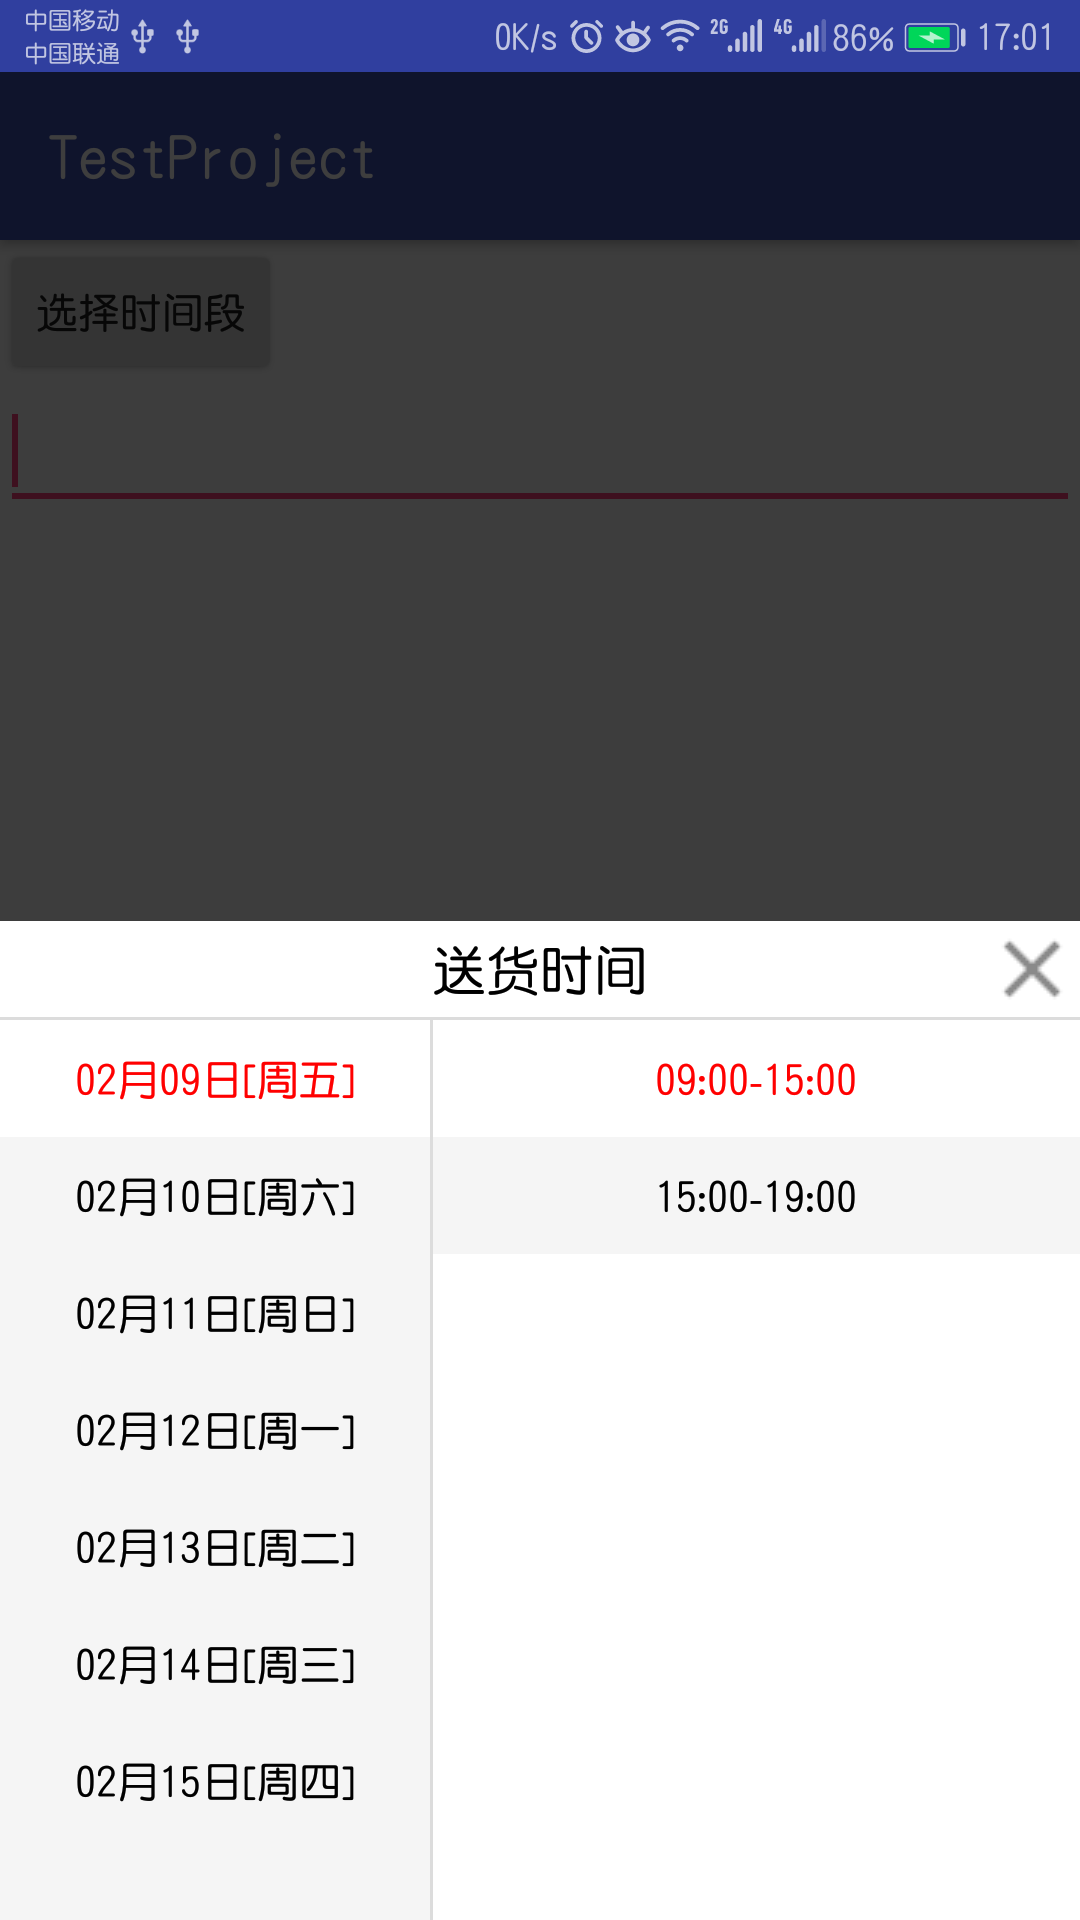 中国移动
中国联通
0K/s 2G 4G 86% 17:01
TestProject
选择时间段
送货时间
02月09日[周五] 09:00-15:00
02月10日[周六] 15:00-19:00
02月11日[周日]
02月12日[周一]
02月13日[周二]
02月14日[周三]
02月15日[周四]